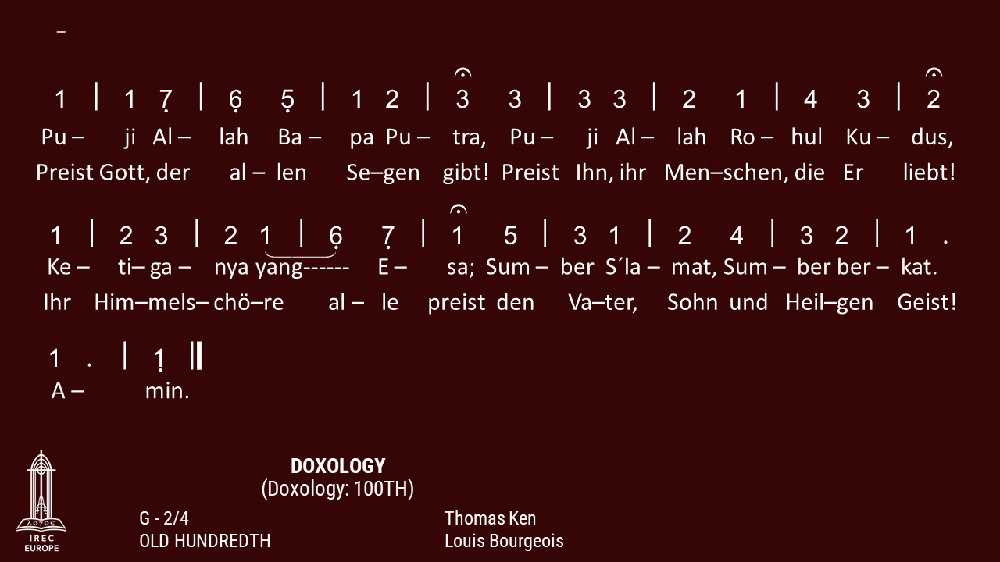 –
1 | 1 7̣ | 6̣ 5̣ | 1 2 | 3 3 | 3 3 | 2 1 | 4 3 | 2
Pu – ji Al – lah Ba – pa Pu – tra, Pu – ji Al – lah Ro – hul Ku – dus,
Preist Gott, der al – len Se–gen gibt! Preist Ihn, ihr Men–schen, die Er liebt!
1 | 2 3 | 2 1 | 6̣ 7̣ | 1 5 | 3 1 | 2 4 | 3 2 | 1 .
Ke – ti– ga – nya yang------ E – sa; Sum – ber S´la – mat, Sum – ber ber – kat.
Ihr Him–mels– chö–re al – le preist den Va–ter, Sohn und Heil–gen Geist!
1 . | 1̣ ||
A – min.
DOXOLOGY
(Doxology: 100TH)
G - 2/4
Thomas Ken
OLD HUNDREDTH
Louis Bourgeois
λογος
IREC
EUROPE